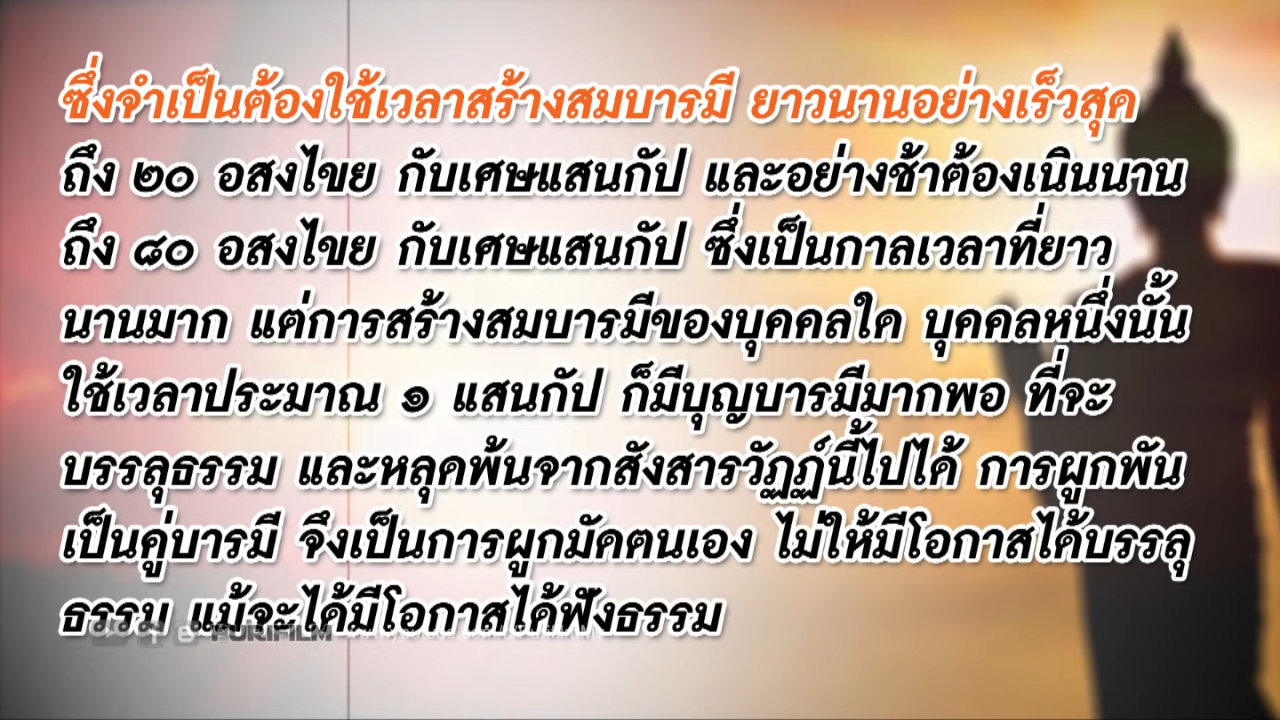 ซึ่งจำเป็นต้องใช้เวลาสร้างสมบารมี ยาวนานอย่างเร็วสุด
ถึง ๒๐ อสงไขย กับเศษแสนกัป และอย่างช้าต้องเนินนาน
ถึง ๘๐ อสงไขย กับเศษแสนกัป ซึ่งเป็นกาลเวลาที่ยาว
นานมาก แต่การสร้างสมบารมีของบุคคลใด บุคคลหนึ่งนั้น
ใช้เวลาประมาณ ๑ แสนกัป ก็มีบุญบารมีมากพอ ที่จะ
บรรลุธรรม และหลุดพ้นจากสังสารวัฏฏ์นี้ไปได้ การผูกพัน
เป็นคู่บารมี จึงเป็นการผูกมัดตนเอง ไม่ให้มีโอกาสได้บรรลุ
ธรรม แม้จะได้มีโอกาสได้ฟังธรรม
PURIFILM